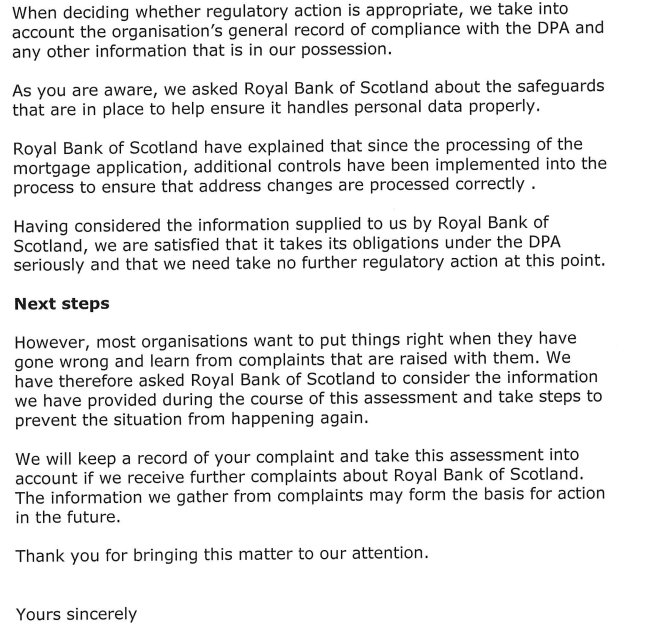 When deciding whether regulatory action is appropriate, we take into
account the organisation's general record of compliance with the DPA and
any other information that is in our possession.
As you are aware, we asked Royal Bank of Scotland about the safeguards
that are in place to help ensure it handles personal data properly.
Royal Bank of Scotland have explained that since the processing of the
mortgage application, additional controls have been implemented into the
process to ensure that address changes are processed correctly .
Having considered the information supplied to us by Royal Bank of
Scotland, we are satisfied that it takes its obligations under the DPA
seriously and that we need take no further regulatory action at this point.
Next steps
However, most organisations want to put things right when they have
gone wrong and learn from complaints that are raised with them. We
have therefore asked Royal Bank of Scotland to consider the information
we have provided during the course of this assessment and take steps to
prevent the situation from happening again.
We will keep a record of your complaint and take this assessment into
account if we receive further complaints about Royal Bank of Scotland.
The information we gather from complaints may form the basis for action
in the future.
Thank you for bringing this matter to our attention.
Yours sincerely